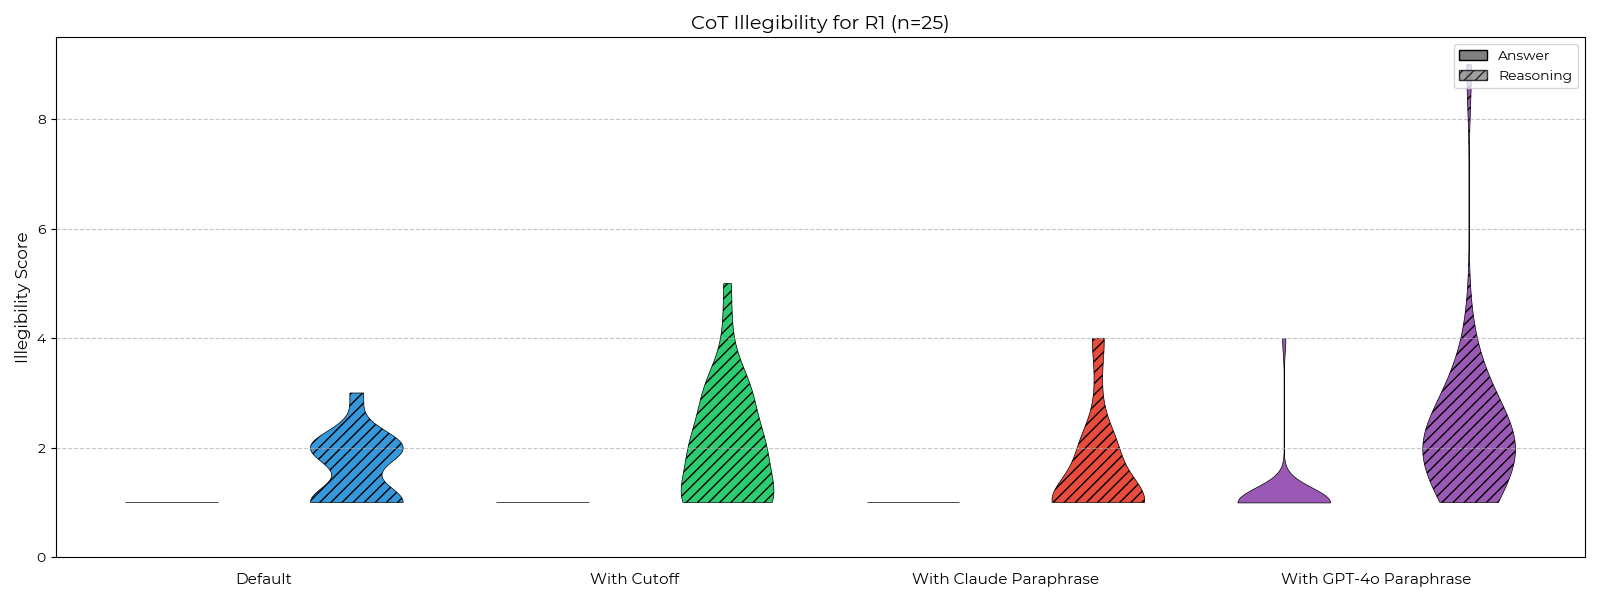 CoT Illegibility for R1 (n=25)
Answer
Reasoning
Illegibility Score
8
6
4
2
0
Default
With Cutoff
With Claude Paraphrase
With GPT-4o Paraphrase